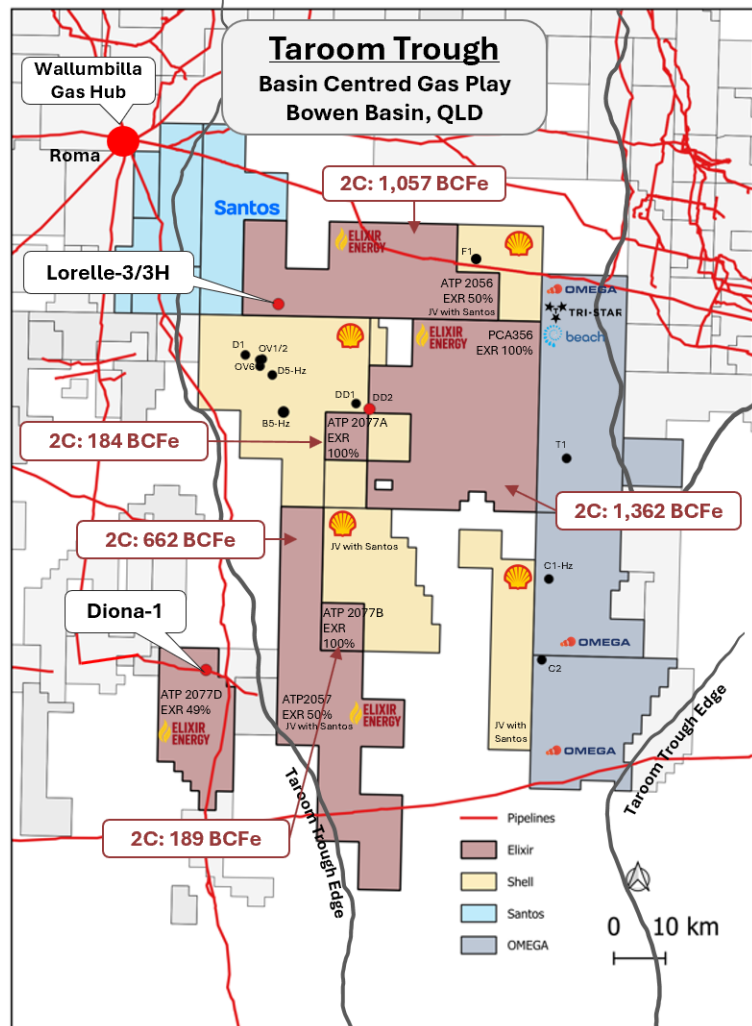 Taroom Trough
Basin Centred Gas Play
Bowen Basin, QLD
Wallumbilla
Gas Hub
Roma
2C: 1,057 BCFe
Santos
ELIXIR
ENERGY
F1
Lorelle-3/3H
ATP 2056
EXR 50%
JV with Santos
OMEGA
TRI-STAR
beach
ELIXIR
ENERGY
PCA356
EXR 100%
D1
OV1/2
OV6
D5-Hz
DD1
DD2
B5-Hz
ATP 2077A
EXR
100%
2C: 184 BCFe
T1
2C: 1,362 BCFe
2C: 662 BCFe
JV with Santos
C1-Hz
Diona-1
ATP 2077B
EXR
100%
OMEGA
C2
ATP 2077D
EXR 49%
ELIXIR
ENERGY
ATP2057
EXR 50%
JV with Santos
ELIXIR
ENERGY
JV with
Santos
OMEGA
Taroom Trough Edge
Taroom Trough Edge
2C: 189 BCFe
Pipelines
Elixir
Shell
Santos
OMEGA
0 10 km